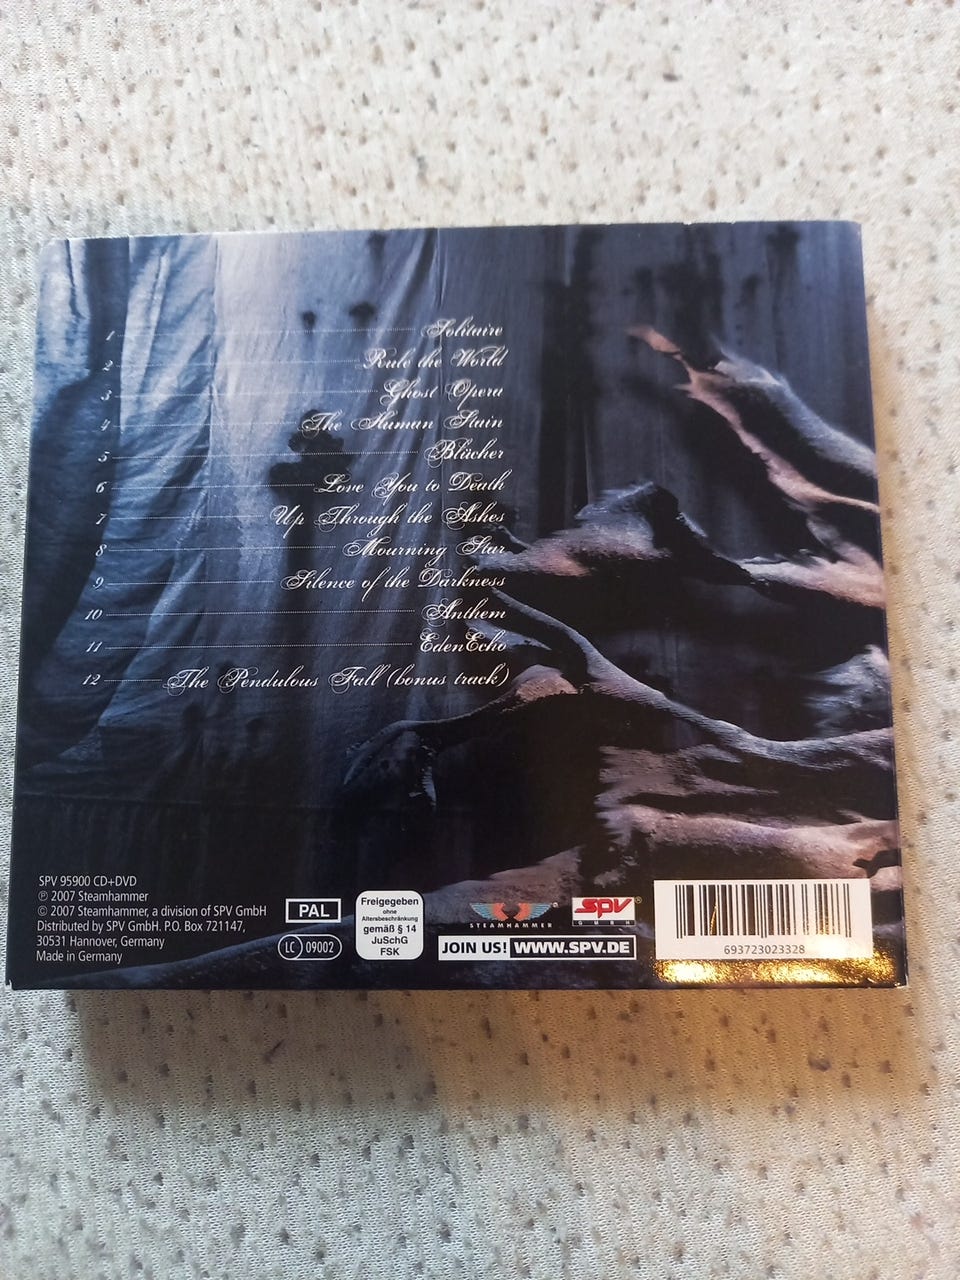 1 Solitaire
2 Rule the World
3 Ghost Opera
4 The Human Stain
5 Blücher
6 Love You to Death
7 Up Through the Ashes
8 Mourning Star
9 Silence of the Darkness
10 Anthem
11 EdenEcho
12 The Pendulous Fall (bonus track)
SPV 95900 CD+DVD
℗ 2007 Steamhammer
© 2007 Steamhammer, a division of SPV GmbH
Distributed by SPV GmbH. P.O. Box 721147,
30531 Hannover, Germany
Made in Germany
PAL
LC 09002
Freigegeben
ohne
Altersbeschränkung
gemäß § 14
JuSchG
FSK
STEAMHAMMER
®
SPV®
GMBH
JOIN US! WWW.SPV.DE
693723023328